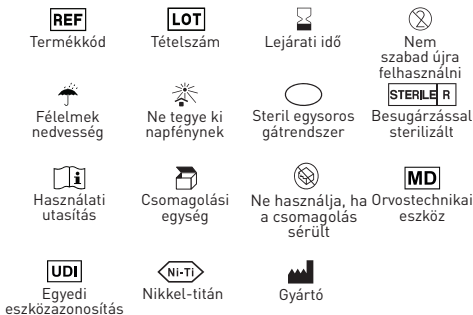 REF
LOT
Termékkód
Tételszám
Lejárati idő
Nem
szabad újra
felhasználni
2
STERILE R
Félelmek
nedvesség
Ne tegye ki
napfénynek
Steril egysoros
gátrendszer
Besugárzással
sterilizált
i
MD
Használati
utasítás
Csomagolási
egység
Ne használja, ha
a csomagolás
sérült
Orvostechnikai
eszköz
UDI
Ni-Ti
Egyedi
eszközazonosítás
Nikkel-titán
Gyártó